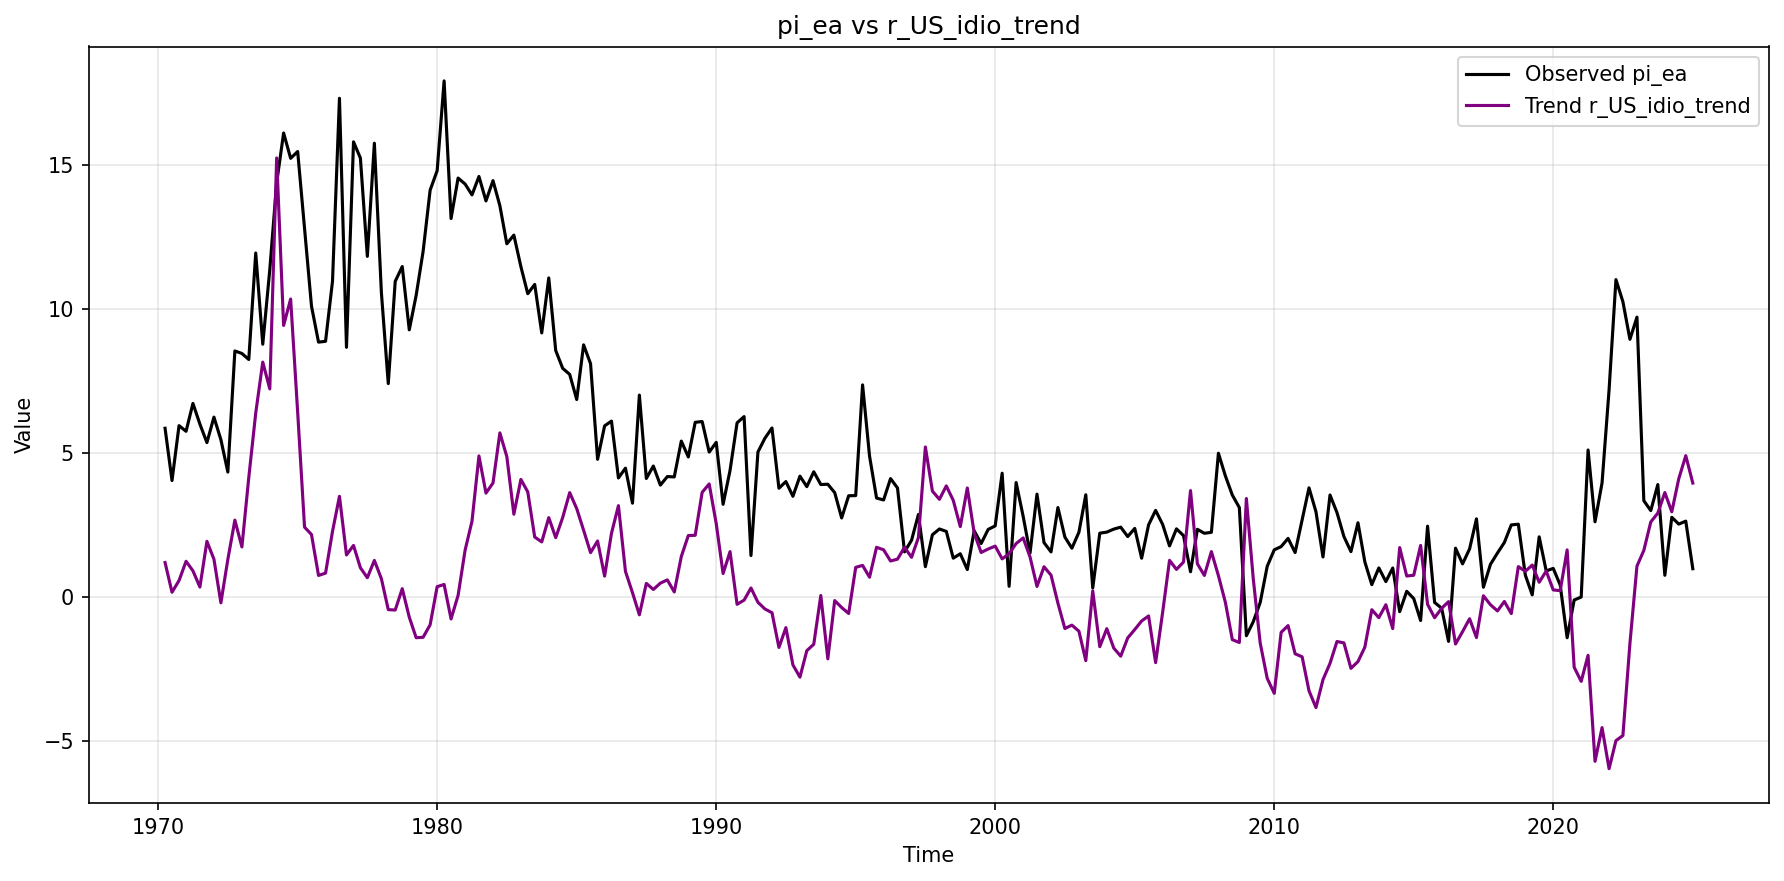 pi_ea vs r_US_idio_trend
Observed pi_ea
Trend r_US_idio_trend
Value
15
10
5
0
−5
1970
1980
1990
2000
2010
2020
Time